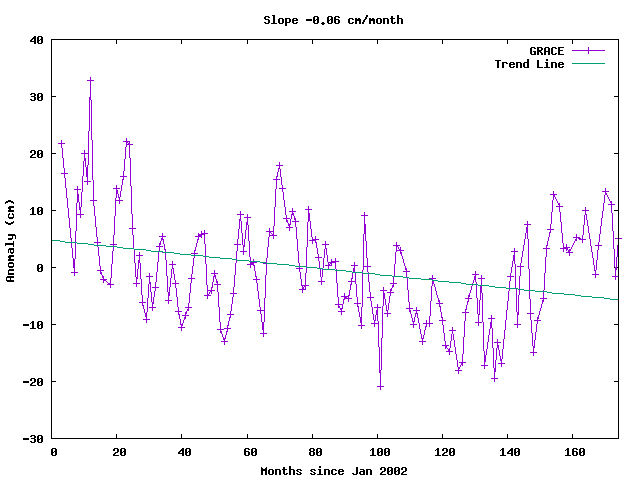 Slope -0.06 cm/month
GRACE
Trend Line
40
30
20
10
0
-10
-20
-30
Anomaly (cm)
0 20 40 60 80 100 120 140 160
Months since Jan 2002